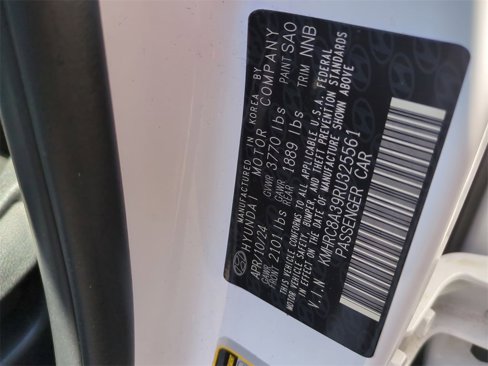 MANUFACTURED IN KOREA BY
HYUNDAI MOTOR COMPANY
APR/10/24 GVWR 3770 lbs PAINT SAO
GAWR FRONT 2101 lbs GAWR REAR 1889 lbs TRIM NNB
THIS VEHICLE CONFORMS TO ALL APPLICABLE U.S.A. FEDERAL
MOTOR VEHICLE SAFETY, BUMPER, AND THEFT PREVENTION STANDARDS
IN EFFECT ON THE DATE OF MANUFACTURE SHOWN ABOVE
V.I.N KMHRC8A39RU325561
PASSENGER CAR